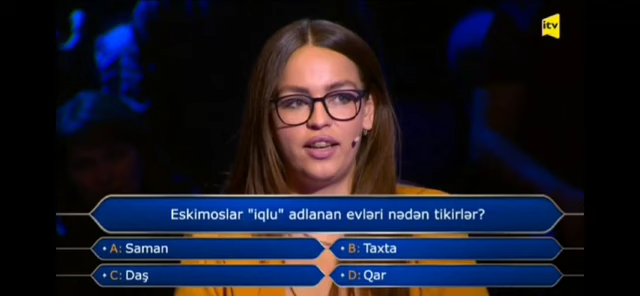 itv
Eskimoslar "iqlu" adlanan evləri nədən tikirlər?
• A: Saman
• B: Taxta
• C: Daş
• D: Qar